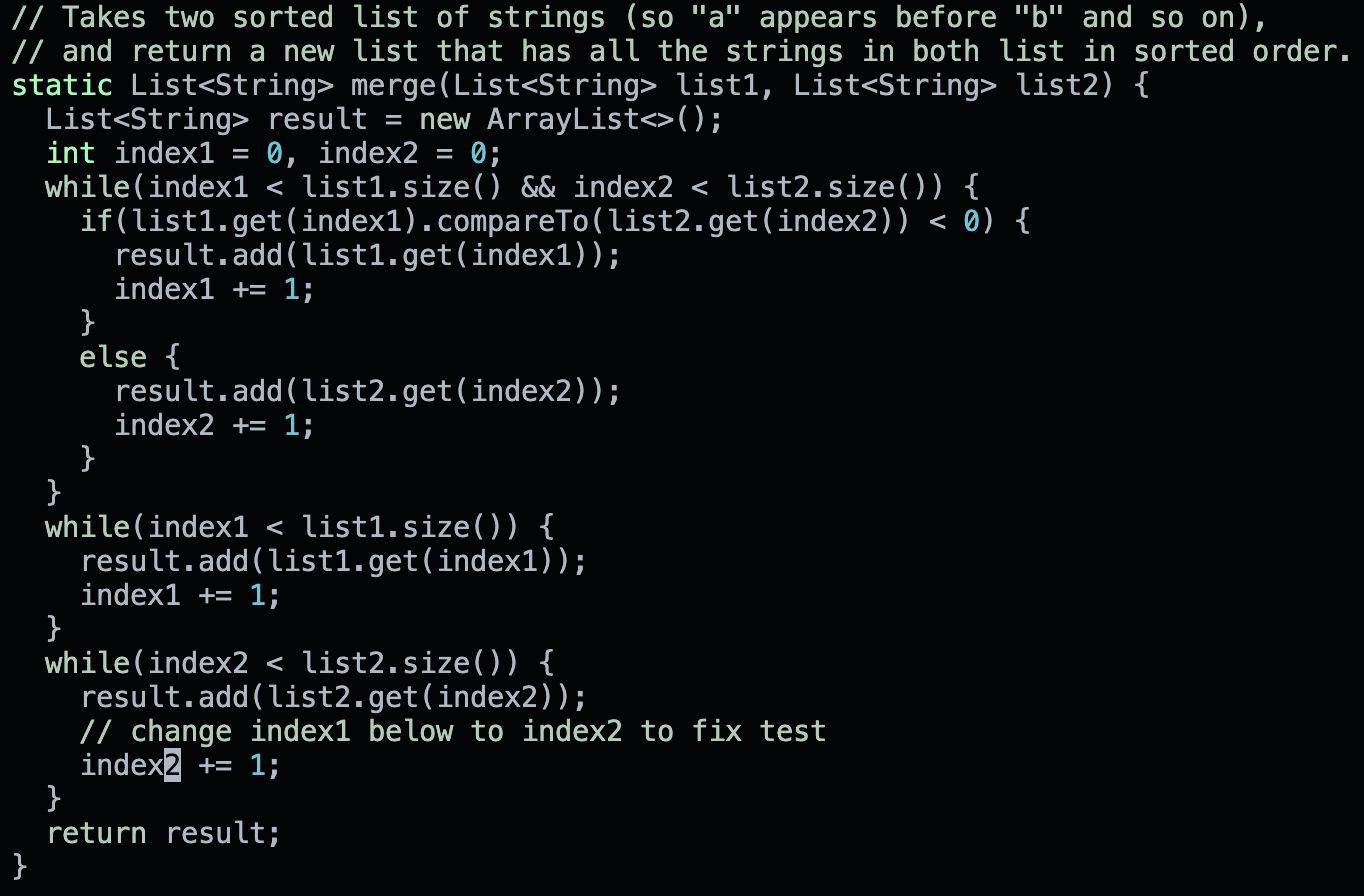 // Takes two sorted list of strings (so "a" appears before "b" and so on),
// and return a new list that has all the strings in both list in sorted order.
static List<String> merge(List<String> list1, List<String> list2) {
  List<String> result = new ArrayList<>();
  int index1 = 0, index2 = 0;
  while(index1 < list1.size() && index2 < list2.size()) {
    if(list1.get(index1).compareTo(list2.get(index2)) < 0) {
      result.add(list1.get(index1));
      index1 += 1;
    }
    else {
      result.add(list2.get(index2));
      index2 += 1;
    }
  }
  while(index1 < list1.size()) {
    result.add(list1.get(index1));
    index1 += 1;
  }
  while(index2 < list2.size()) {
    result.add(list2.get(index2));
    // change index1 below to index2 to fix test
    index2 += 1;
  }
  return result;
}